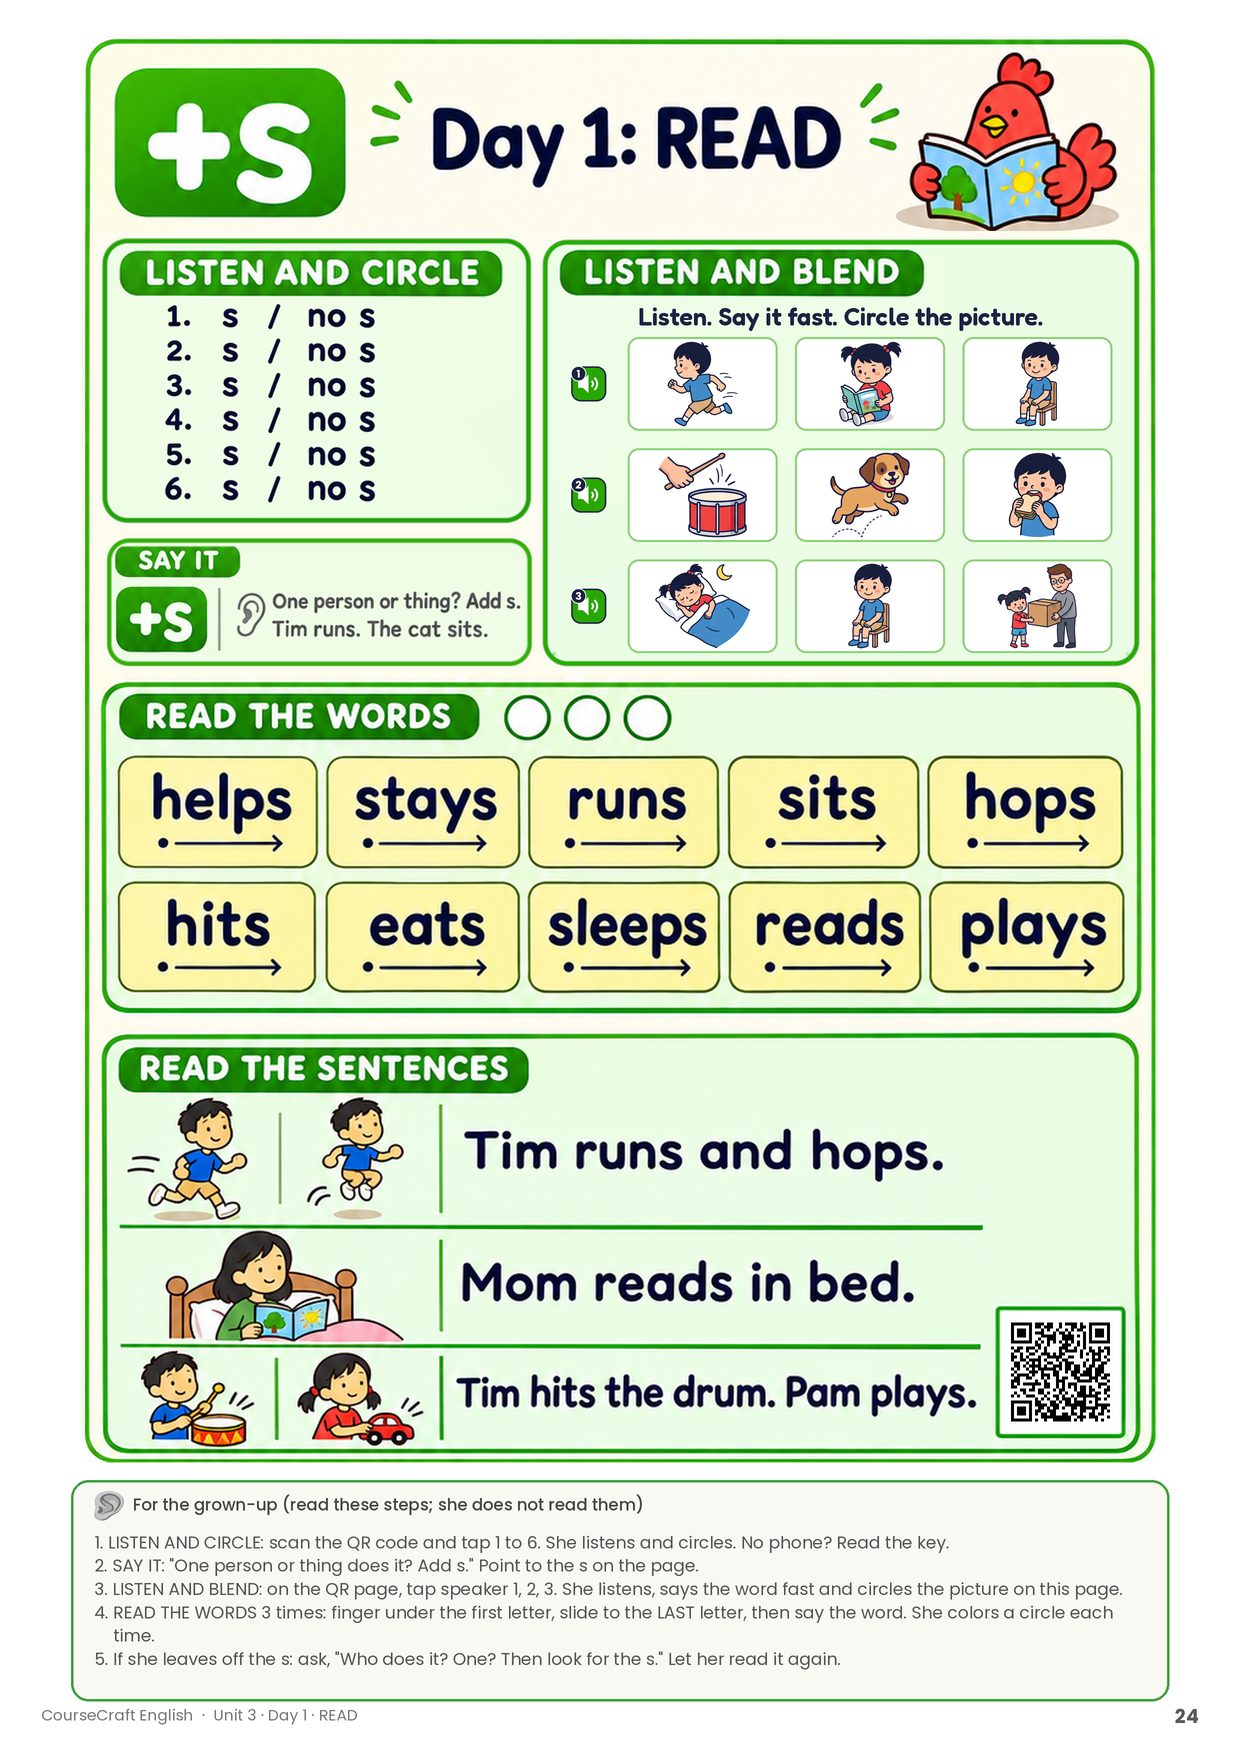 +s
Day 1: READ
LISTEN AND CIRCLE
1. s / no s
2. s / no s
3. s / no s
4. s / no s
5. s / no s
6. s / no s
SAY IT
+s
One person or thing? Add s.
Tim runs. The cat sits.
LISTEN AND BLEND
Listen. Say it fast. Circle the picture.
1
2
3
READ THE WORDS
helps stays runs sits hops
hits eats sleeps reads plays
READ THE SENTENCES
Tim runs and hops.
Mom reads in bed.
Tim hits the drum. Pam plays.
For the grown-up (read these steps; she does not read them)
1. LISTEN AND CIRCLE: scan the QR code and tap 1 to 6. She listens and circles. No phone? Read the key.
2. SAY IT: "One person or thing does it? Add s." Point to the s on the page.
3. LISTEN AND BLEND: on the QR page, tap speaker 1, 2, 3. She listens, says the word fast and circles the picture on this page.
4. READ THE WORDS 3 times: finger under the first letter, slide to the LAST letter, then say the word. She colors a circle each
time.
5. If she leaves off the s: ask, "Who does it? One? Then look for the s." Let her read it again.
CourseCraft English · Unit 3 · Day 1 · READ
24